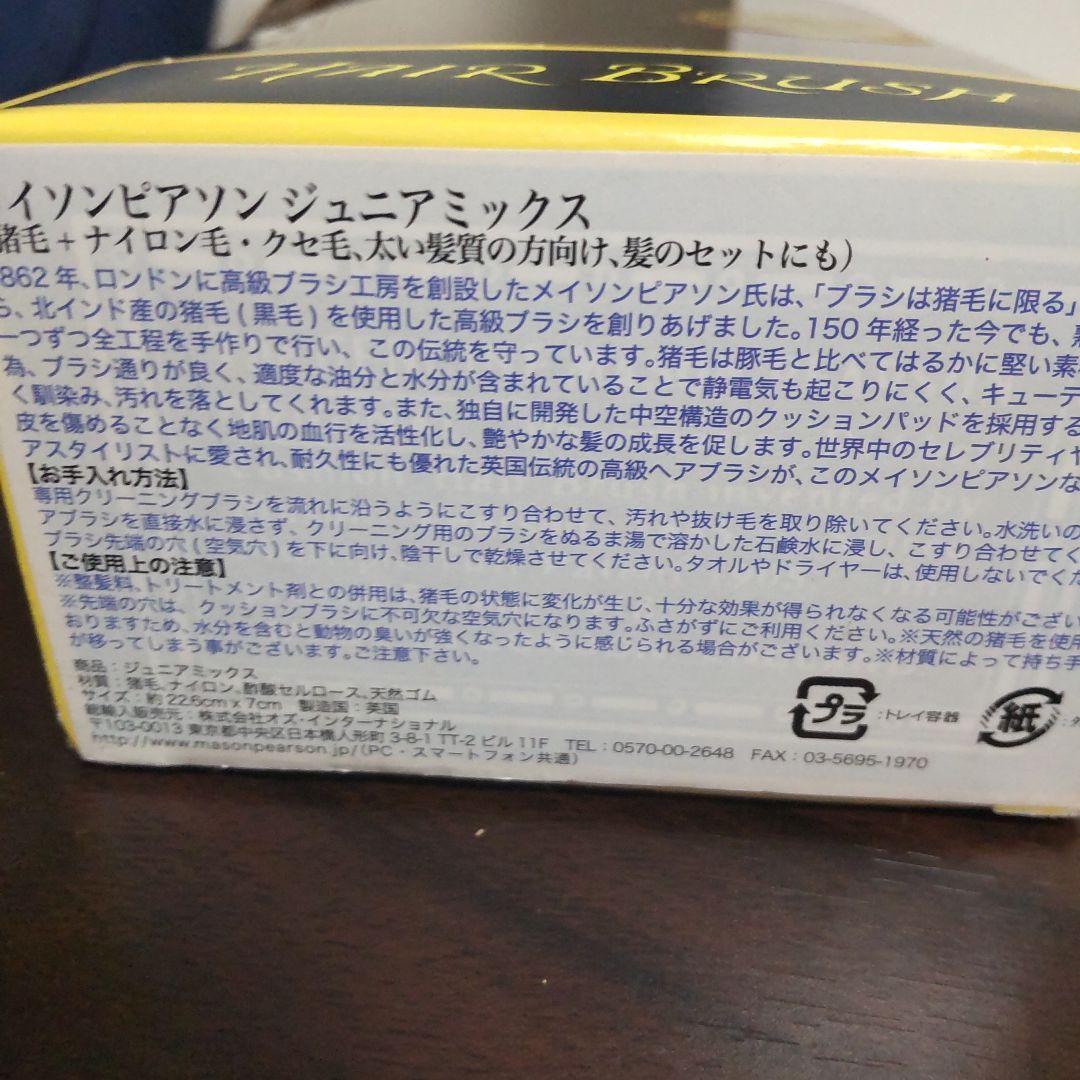 HAIR BRUSH
イソンピアソン ジュニアミックス
猪毛+ナイロン毛・クセ毛、太い髪質の方向け、髪のセットにも)
862年、ロンドンに高級ブラシ工房を創設したメイソンピアソン氏は、「ブラシは猪毛に限る」
ら、北インド産の猪毛(黒毛)を使用した高級ブラシを創りあげました。150年経った今でも、
一つずつ全工程を手作りで行い、この伝統を守っています。猪毛は豚毛と比べてはるかに堅い素
為、ブラシ通りが良く、適度な油分と水分が含まれていることで静電気も起こりにくく、キューテ
く馴染み、汚れを落としてくれます。また、独自に開発した中空構造のクッションパッドを採用する
皮を傷めることなく地肌の血行を活性化し、艶やかな髪の成長を促します。世界中のセレブリティや
アスタイリストに愛され、耐久性にも優れた英国伝統の高級ヘアブラシが、このメイソンピアソンな
【お手入れ方法】
専用クリーニングブラシを流れに沿うようにこすり合わせて、汚れや抜け毛を取り除いてください。水洗いの
アブラシを直接水に浸さず、クリーニング用のブラシをぬるま湯で溶かした石鹸水に浸し、こすり合わせてく
ブラシ先端の穴(空気穴)を下に向け、陰干しで乾燥させてください。タオルやドライヤーは、使用しないでくだ
【ご使用上の注意】
※整髪料、トリートメント剤との併用は、猪毛の状態に変化が生じ、十分な効果が得られなくなる可能性がござい
※先端の穴は、クッションブラシに不可欠な空気穴になります。ふさがずにご利用ください。※天然の猪毛を使用
おりますため、水分を含むと動物の臭いが強くなったように感じられる場合がございます。※材質によって持ち手
が移ってしまう事がございます。ご注意下さい。
商品:ジュニアミックス
材質:猪毛、ナイロン、酢酸セルロース、天然ゴム
サイズ:約22.6cm x 7cm 製造国:英国
総輸入販売元:株式会社オズ・インターナショナル
〒103-0013 東京都中央区日本橋人形町 3-8-1 TT-2 ビル 11F TEL:0570-00-2648 FAX:03-5695-1970
http://www.masonpearson.jp/(PC・スマートフォン共通)
プラ :トレイ容器
紙